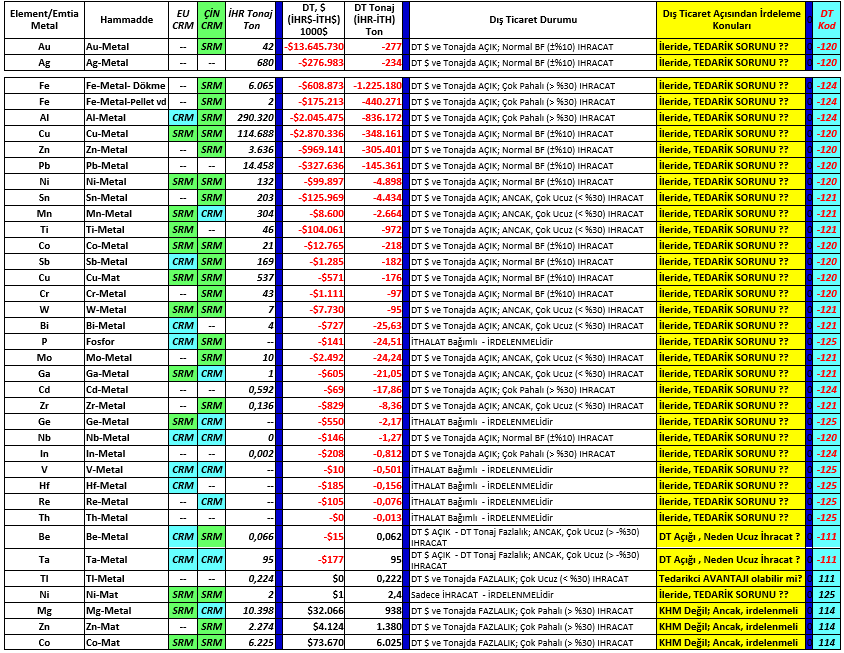 Element/Emtia Metal | Hammadde | EU CRM | ÇİN CRM | İHR Tonaj Ton | DT, $ (İHR$-İTH$) 1000$ | DT Tonaj (İHR-İTH) Ton | Dış Ticaret Durumu | Dış Ticaret Açısından İrdeleme Konuları | DT Kod
Au | Au-Metal | -- | SRM | 42 | -$13.645.730 | -277 | DT $ ve Tonajda AÇIK; Normal BF (±%10) IHRACAT | İleride, TEDARİK SORUNU ?? | -120
Ag | Ag-Metal | -- | -- | 680 | -$276.983 | -234 | DT $ ve Tonajda AÇIK; Normal BF (±%10) IHRACAT | İleride, TEDARİK SORUNU ?? | -120
Fe | Fe-Metal- Dökme | -- | SRM | 6.065 | -$608.873 | -1.225.180 | DT $ ve Tonajda AÇIK; Çok Pahalı (> %30) IHRACAT | İleride, TEDARİK SORUNU ?? | -124
Fe | Fe-Metal-Pellet vd | -- | SRM | 2 | -$175.213 | -440.271 | DT $ ve Tonajda AÇIK; Çok Pahalı (> %30) IHRACAT | İleride, TEDARİK SORUNU ?? | -124
Al | Al-Metal | CRM | SRM | 290.320 | -$2.045.475 | -836.172 | DT $ ve Tonajda AÇIK; Çok Pahalı (> %30) IHRACAT | İleride, TEDARİK SORUNU ?? | -124
Cu | Cu-Metal | SRM | SRM | 114.688 | -$2.870.336 | -348.161 | DT $ ve Tonajda AÇIK; Normal BF (±%10) IHRACAT | İleride, TEDARİK SORUNU ?? | -120
Zn | Zn-Metal | -- | SRM | 3.636 | -$969.141 | -305.401 | DT $ ve Tonajda AÇIK; Normal BF (±%10) IHRACAT | İleride, TEDARİK SORUNU ?? | -120
Pb | Pb-Metal | -- | -- | 14.458 | -$327.636 | -145.361 | DT $ ve Tonajda AÇIK; Normal BF (±%10) IHRACAT | İleride, TEDARİK SORUNU ?? | -120
Ni | Ni-Metal | SRM | SRM | 132 | -$99.897 | -4.898 | DT $ ve Tonajda AÇIK; Normal BF (±%10) IHRACAT | İleride, TEDARİK SORUNU ?? | -120
Sn | Sn-Metal | -- | SRM | 203 | -$125.969 | -4.434 | DT $ ve Tonajda AÇIK; ANCAK, Çok Ucuz (< %30) IHRACAT | İleride, TEDARİK SORUNU ?? | -121
Mn | Mn-Metal | SRM | CRM | 304 | -$8.600 | -2.664 | DT $ ve Tonajda AÇIK; ANCAK, Çok Ucuz (< %30) IHRACAT | İleride, TEDARİK SORUNU ?? | -121
Ti | Ti-Metal | SRM | -- | 46 | -$104.061 | -972 | DT $ ve Tonajda AÇIK; ANCAK, Çok Ucuz (< %30) IHRACAT | İleride, TEDARİK SORUNU ?? | -121
Co | Co-Metal | SRM | SRM | 21 | -$12.765 | -218 | DT $ ve Tonajda AÇIK; Normal BF (±%10) IHRACAT | İleride, TEDARİK SORUNU ?? | -120
Sb | Sb-Metal | CRM | SRM | 169 | -$1.285 | -182 | DT $ ve Tonajda AÇIK; Normal BF (±%10) IHRACAT | İleride, TEDARİK SORUNU ?? | -120
Cu | Cu-Mat | SRM | SRM | 537 | -$571 | -176 | DT $ ve Tonajda AÇIK; Normal BF (±%10) IHRACAT | İleride, TEDARİK SORUNU ?? | -120
Cr | Cr-Metal | -- | SRM | 43 | -$1.111 | -97 | DT $ ve Tonajda AÇIK; Normal BF (±%10) IHRACAT | İleride, TEDARİK SORUNU ?? | -120
W | W-Metal | SRM | SRM | 7 | -$7.730 | -95 | DT $ ve Tonajda AÇIK; ANCAK, Çok Ucuz (< %30) IHRACAT | İleride, TEDARİK SORUNU ?? | -121
Bi | Bi-Metal | CRM | -- | 4 | -$727 | -25,63 | DT $ ve Tonajda AÇIK; ANCAK, Çok Ucuz (< %30) IHRACAT | İleride, TEDARİK SORUNU ?? | -121
P | Fosfor | CRM | SRM | -- | -$141 | -24,51 | İTHALAT Bağımlı - İRDELENMELİdir | İleride, TEDARİK SORUNU ?? | -125
Mo | Mo-Metal | -- | SRM | 10 | -$2.492 | -24,24 | DT $ ve Tonajda AÇIK; ANCAK, Çok Ucuz (< %30) IHRACAT | İleride, TEDARİK SORUNU ?? | -121
Ga | Ga-Metal | SRM | CRM | 1 | -$605 | -21,05 | DT $ ve Tonajda AÇIK; ANCAK, Çok Ucuz (< %30) IHRACAT | İleride, TEDARİK SORUNU ?? | -121
Cd | Cd-Metal | -- | -- | 0,592 | -$69 | -17,86 | DT $ ve Tonajda AÇIK; Çok Pahalı (> %30) IHRACAT | İleride, TEDARİK SORUNU ?? | -124
Zr | Zr-Metal | -- | SRM | 0,136 | -$829 | -8,36 | DT $ ve Tonajda AÇIK; ANCAK, Çok Ucuz (< %30) IHRACAT | İleride, TEDARİK SORUNU ?? | -121
Ge | Ge-Metal | SRM | CRM | -- | -$550 | -2,17 | İTHALAT Bağımlı - İRDELENMELİdir | İleride, TEDARİK SORUNU ?? | -125
Nb | Nb-Metal | CRM | CRM | 0 | -$146 | -1,27 | DT $ ve Tonajda AÇIK; Normal BF (±%10) IHRACAT | İleride, TEDARİK SORUNU ?? | -120
In | In-Metal | -- | CRM | 0,002 | -$208 | -0,812 | DT $ ve Tonajda AÇIK; Çok Pahalı (> %30) IHRACAT | İleride, TEDARİK SORUNU ?? | -124
V | V-Metal | CRM | CRM | -- | -$10 | -0,501 | İTHALAT Bağımlı - İRDELENMELİdir | İleride, TEDARİK SORUNU ?? | -125
Hf | Hf-Metal | CRM | CRM | -- | -$185 | -0,156 | İTHALAT Bağımlı - İRDELENMELİdir | İleride, TEDARİK SORUNU ?? | -125
Re | Re-Metal | -- | CRM | -- | -$105 | -0,076 | İTHALAT Bağımlı - İRDELENMELİdir | İleride, TEDARİK SORUNU ?? | -125
Th | Th-Metal | -- | -- | -- | -$0 | -0,013 | İTHALAT Bağımlı - İRDELENMELİdir | İleride, TEDARİK SORUNU ?? | -125
Be | Be-Metal | CRM | SRM | 0,066 | -$15 | 0,062 | DT $ AÇIK - DT Tonaj Fazlalık; ANCAK, Çok Ucuz (> -%30) IHRACAT | DT Açığı , Neden Ucuz İhracat ? | -111
Ta | Ta-Metal | CRM | CRM | 95 | -$177 | 95 | DT $ AÇIK - DT Tonaj Fazlalık; ANCAK, Çok Ucuz (> -%30) IHRACAT | DT Açığı , Neden Ucuz İhracat ? | -111
Tl | Tl-Metal | -- | -- | 0,224 | $0 | 0,222 | DT $ ve Tonajda FAZLALIK; Çok Ucuz (< %30) IHRACAT | Tedarikci AVANTAJI olabilir mi? | 111
Ni | Ni-Mat | SRM | SRM | 2 | $1 | 2,4 | Sadece İHRACAT - İRDELENMELİdir | İleride, TEDARİK SORUNU ?? | 125
Mg | Mg-Metal | SRM | CRM | 10.398 | $32.066 | 938 | DT $ ve Tonajda FAZLALIK; Çok Pahalı (> %30) IHRACAT | KHM Değil; Ancak, irdelenmeli | 114
Zn | Zn-Mat | -- | SRM | 2.274 | $4.124 | 1.380 | DT $ ve Tonajda FAZLALIK; Çok Pahalı (> %30) IHRACAT | KHM Değil; Ancak, irdelenmeli | 114
Co | Co-Mat | SRM | SRM | 6.225 | $73.670 | 6.025 | DT $ ve Tonajda FAZLALIK; Çok Pahalı (> %30) IHRACAT | KHM Değil; Ancak, irdelenmeli | 114